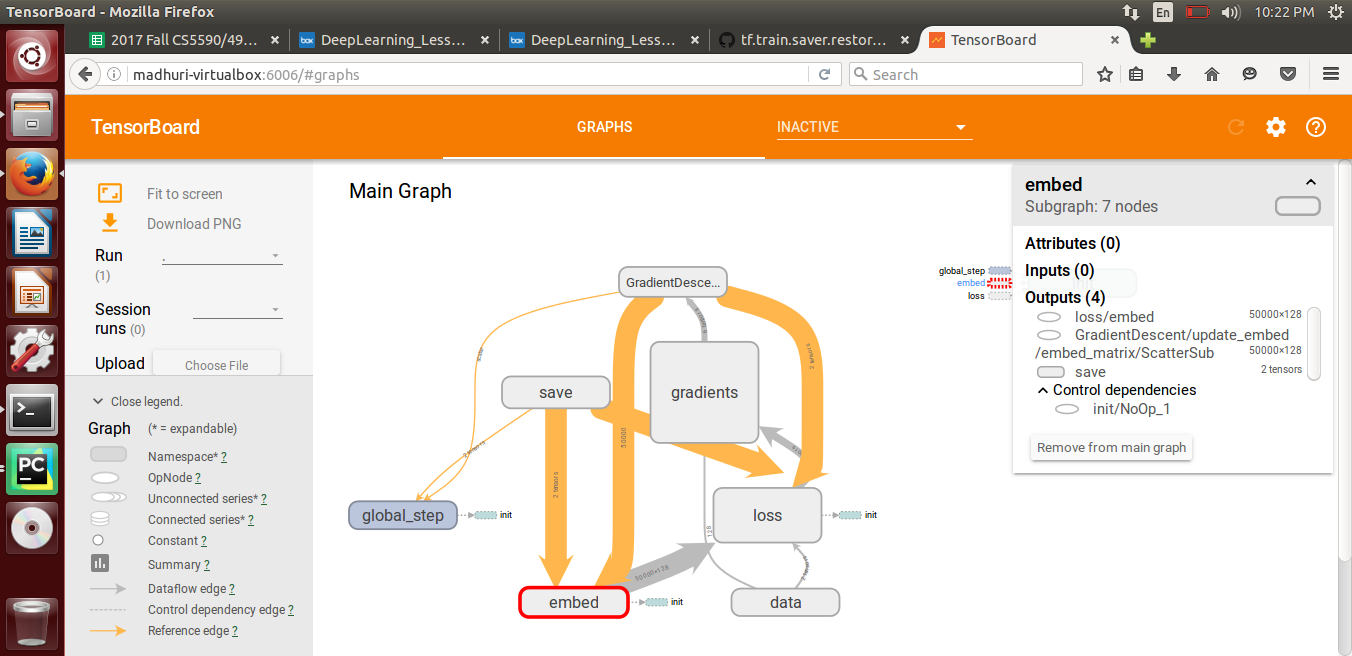 TensorBoard - Mozilla Firefox
En
10:22 PM
2017 Fall CS5590/49...
DeepLearning_Less...
DeepLearning_Less...
tf.train.saver.restor...
TensorBoard
madhuri-virtualbox:6006/#graphs
Search
TensorBoard
GRAPHS
INACTIVE
Fit to screen
Download PNG
Run
(1)
.
Session
runs (0)
Upload
Choose File
Close legend.
Graph
(* = expandable)
Namespace* ?
OpNode ?
Unconnected series* ?
Connected series* ?
Constant ?
Summary ?
Dataflow edge ?
Control dependency edge ?
Reference edge ?
Main Graph
GradientDesce...
save
gradients
global_step
init
loss
init
embed
init
data
2 tensors
2 tensors
50000
50000×128
128
global_step
embed
loss
embed
Subgraph: 7 nodes
Attributes (0)
Inputs (0)
Outputs (4)
loss/embed 50000×128
GradientDescent/update_embed
/embed_matrix/ScatterSub 50000×128
save 2 tensors
Control dependencies
init/NoOp_1
Remove from main graph
PC